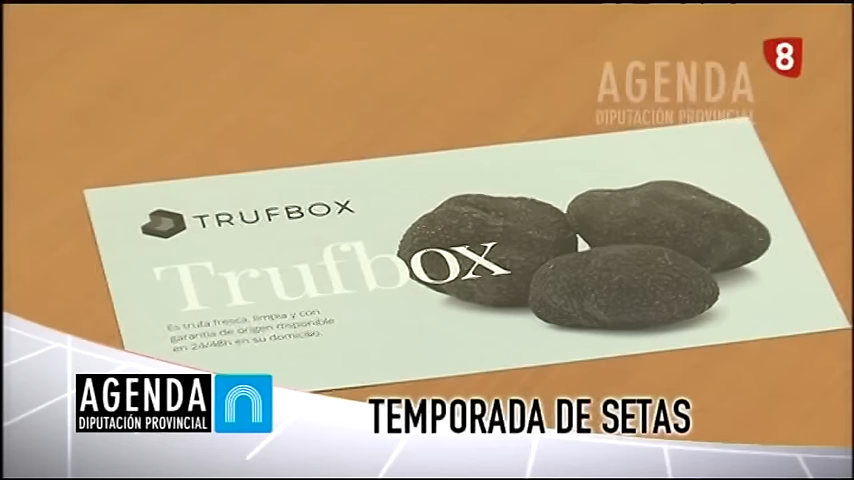 8
AGENDA
DIPUTACIÓN PROVINCIAL
TRUFBOX
Trufbox
Es trufa fresca, limpia y con
garantía de origen disponible
en 24/48h en su domicilio.
AGENDA
DIPUTACIÓN PROVINCIAL
TEMPORADA DE SETAS